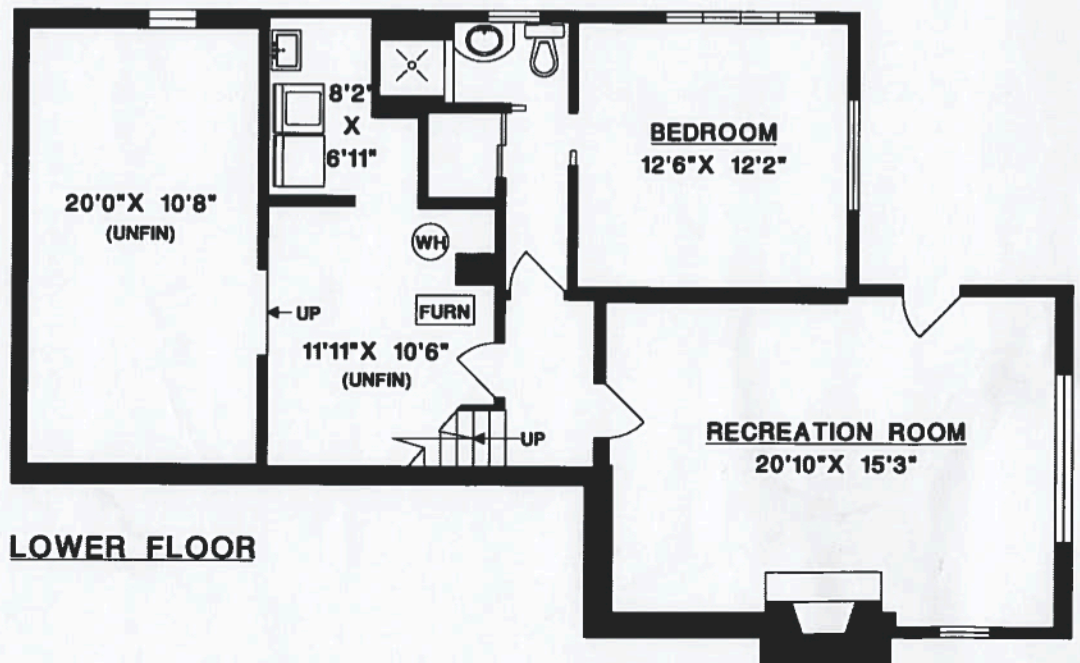 8'2"
X
6'11"
BEDROOM
12'6"X 12'2"
20'0"X 10'8"
(UNFIN)
WH
UP
FURN
11'11"X 10'6"
(UNFIN)
UP
RECREATION ROOM
20'10"X 15'3"
LOWER FLOOR